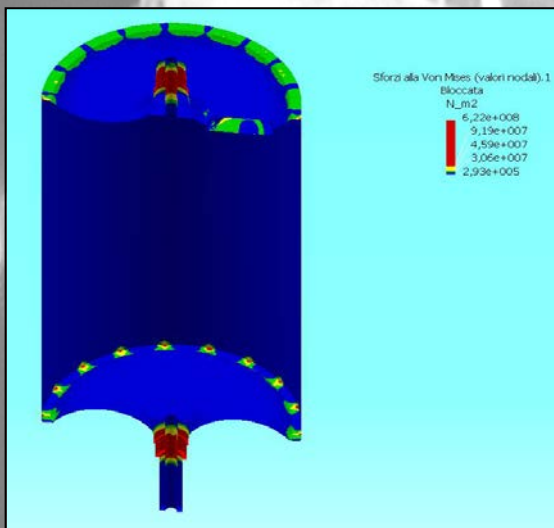 Sforzi alla Von Mises (valori nodali).1
Bloccata
N_m2
6,22e+008
9,19e+007
4,59e+007
3,06e+007
2,93e+005